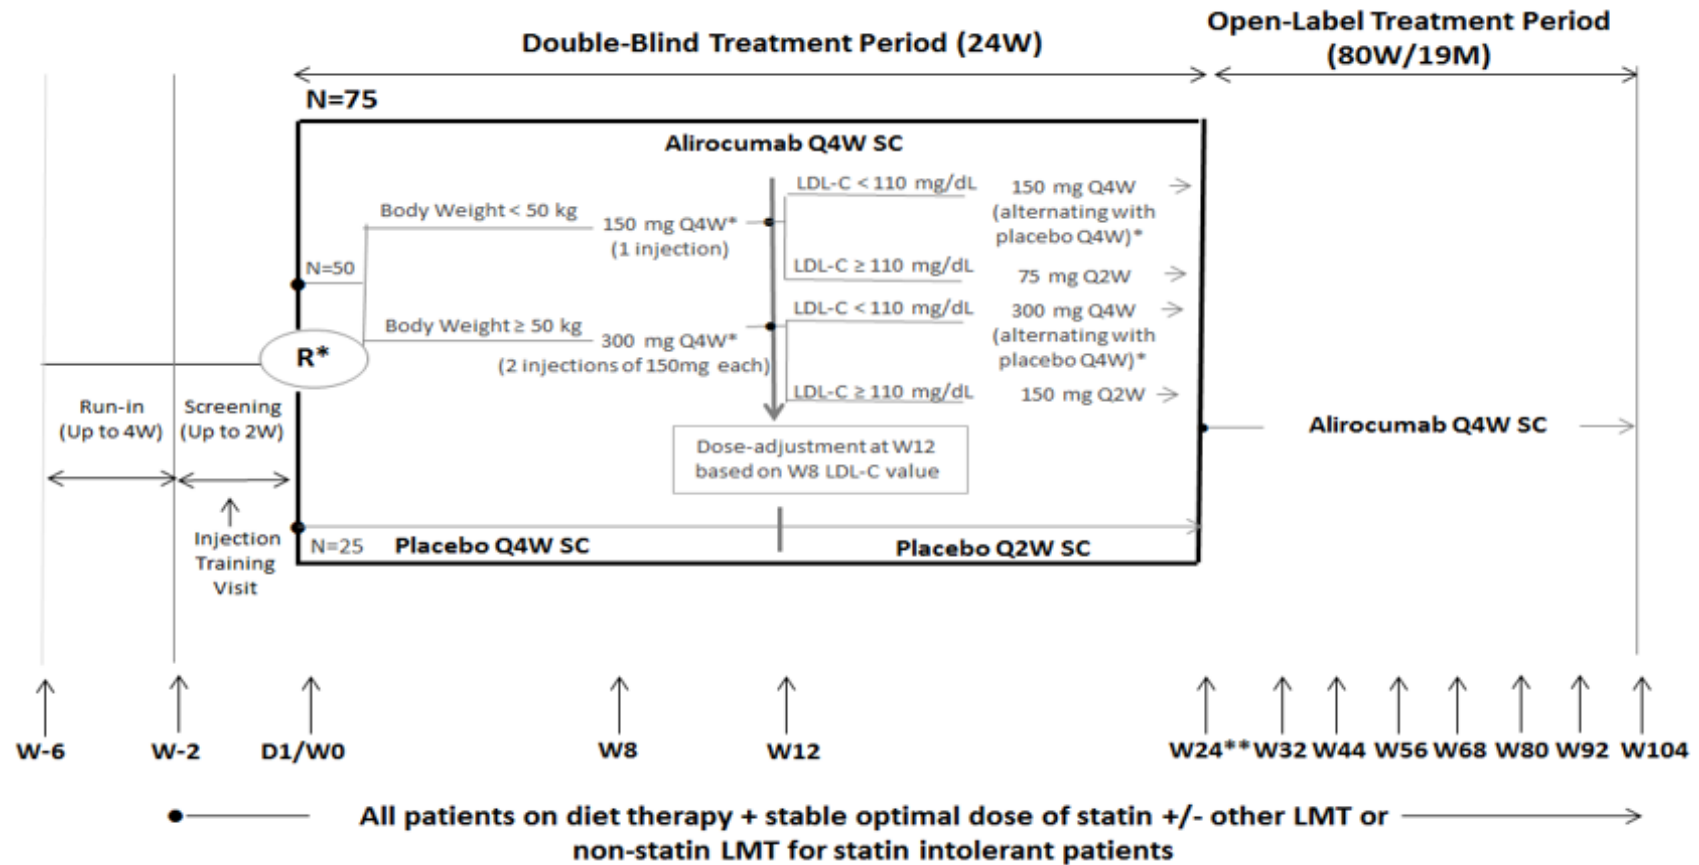 Double-Blind Treatment Period (24W)
Open-Label Treatment Period
(80W/19M)
N=75
Alirocumab Q4W SC
LDL-C < 110 mg/dL
150 mg Q4W
(alternating with
placebo Q4W)*
Body Weight < 50 kg
150 mg Q4W*
(1 injection)
N=50
LDL-C ≥ 110 mg/dL
75 mg Q2W
LDL-C < 110 mg/dL
300 mg Q4W
(alternating with
placebo Q4W)*
Body Weight ≥ 50 kg
300 mg Q4W*
(2 injections of 150mg each)
R*
LDL-C ≥ 110 mg/dL
150 mg Q2W
Run-in
(Up to 4W)
Screening
(Up to 2W)
Alirocumab Q4W SC
Dose-adjustment at W12
based on W8 LDL-C value
Injection
Training
Visit
N=25
Placebo Q4W SC
Placebo Q2W SC
W-6
W-2
D1/W0
W8
W12
W24**
W32
W44
W56
W68
W80
W92
W104
All patients on diet therapy + stable optimal dose of statin +/- other LMT or
non-statin LMT for statin intolerant patients